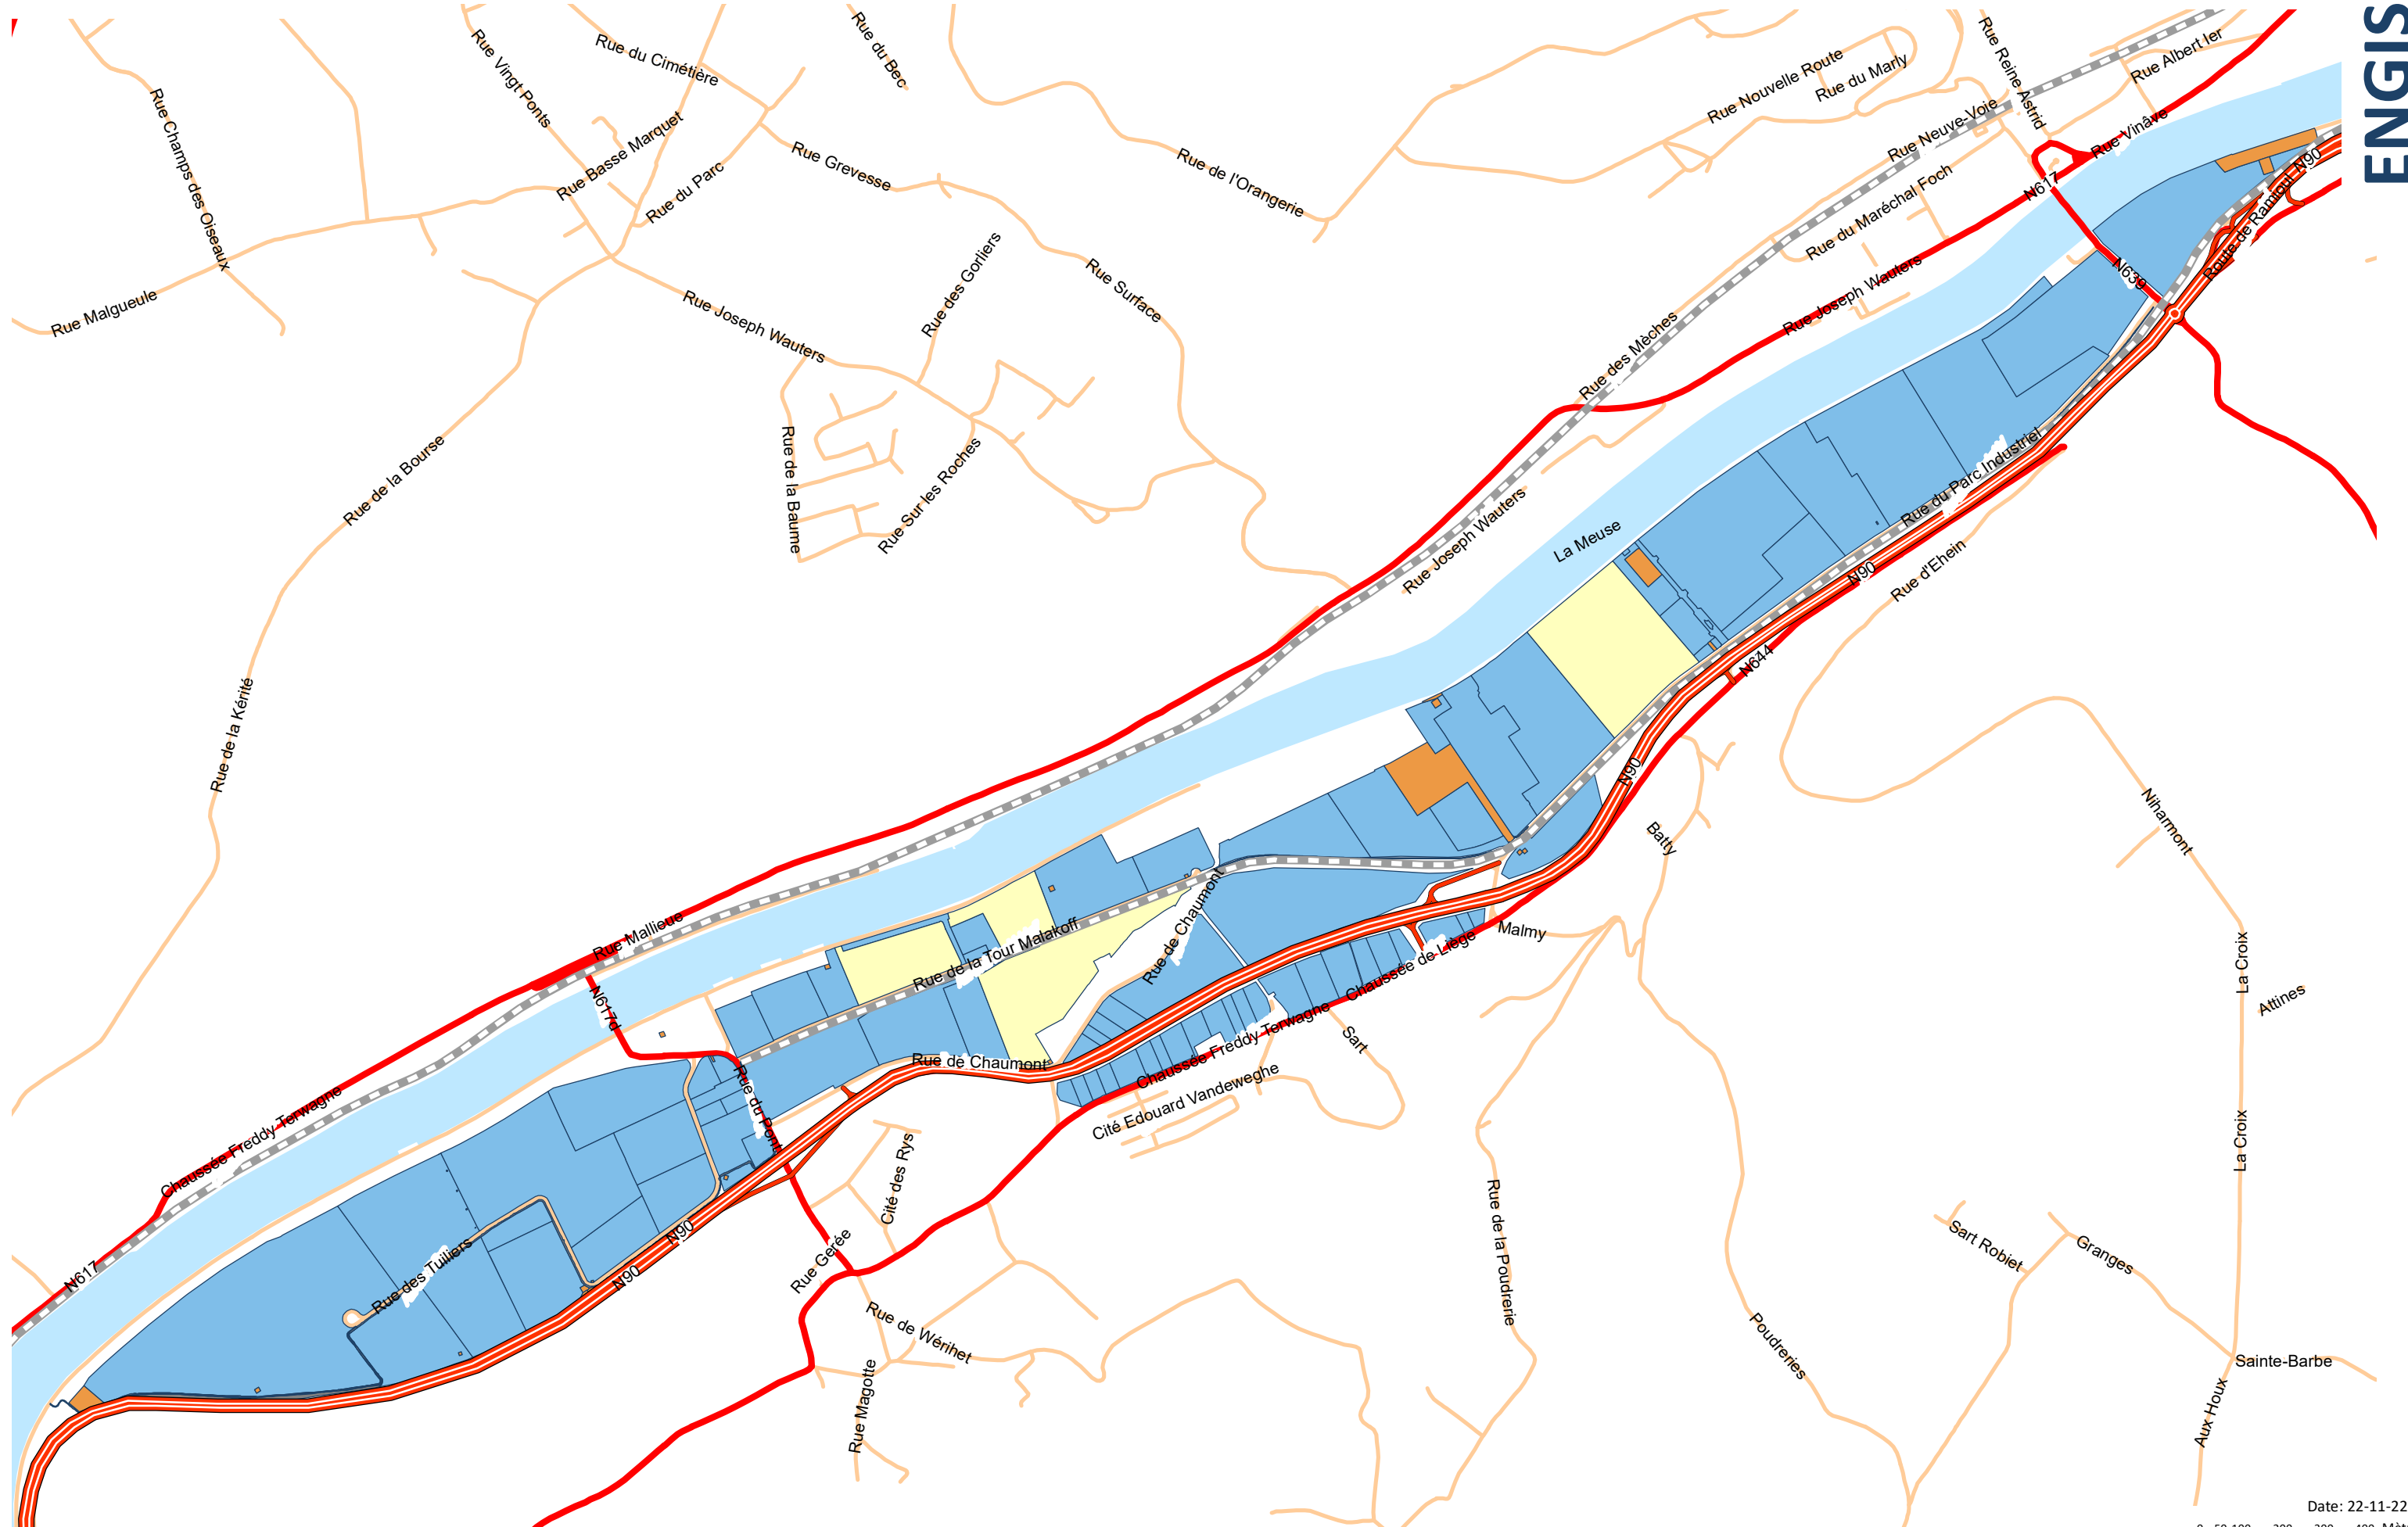 ENGIS
Rue du Bec
Rue Vingt Ponts
Rue du Cimétière
Rue Reine Astrid
Rue Albert Ier
Rue Nouvelle Route
Rue du Marly
Rue Champs des Oiseaux
Rue Basse Marquet
Rue du Parc
Rue Grevesse
Rue de l'Orangerie
Rue Neuve-Voie
Rue Vinâve
N90
N617
Rue du Maréchal Foch
Route de Ramioul
Rue Malgueule
Rue Joseph Wauters
Rue des Gorliers
Rue Surface
Rue Joseph Wauters
N639
Rue des Mèches
Rue de la Bourse
Rue de la Baume
Rue Sur les Roches
Rue Joseph Wauters
La Meuse
Rue du Parc Industriel
N90
Rue d'Ehein
N644
Rue de la Kérité
N90
Batty
Niharmont
Rue Mallieue
Rue de la Tour Malakoff
Rue de Chaumont
Malmy
Chaussée de Liège
La Croix
Attines
N617d
Rue de Chaumont
Chaussée Freddy Terwagne
Sart
Cité Edouard Vandeweghe
Rue du Pont
Chaussée Freddy Terwagne
La Croix
Cité des Rys
Rue de la Poudrerie
N90
Rue Gerée
N617
Rue des Tuiliers
N90
Sart Robiet
Granges
Rue de Wérihet
Poudreries
Sainte-Barbe
Rue Magotte
Aux Houx
Date: 22-11-22